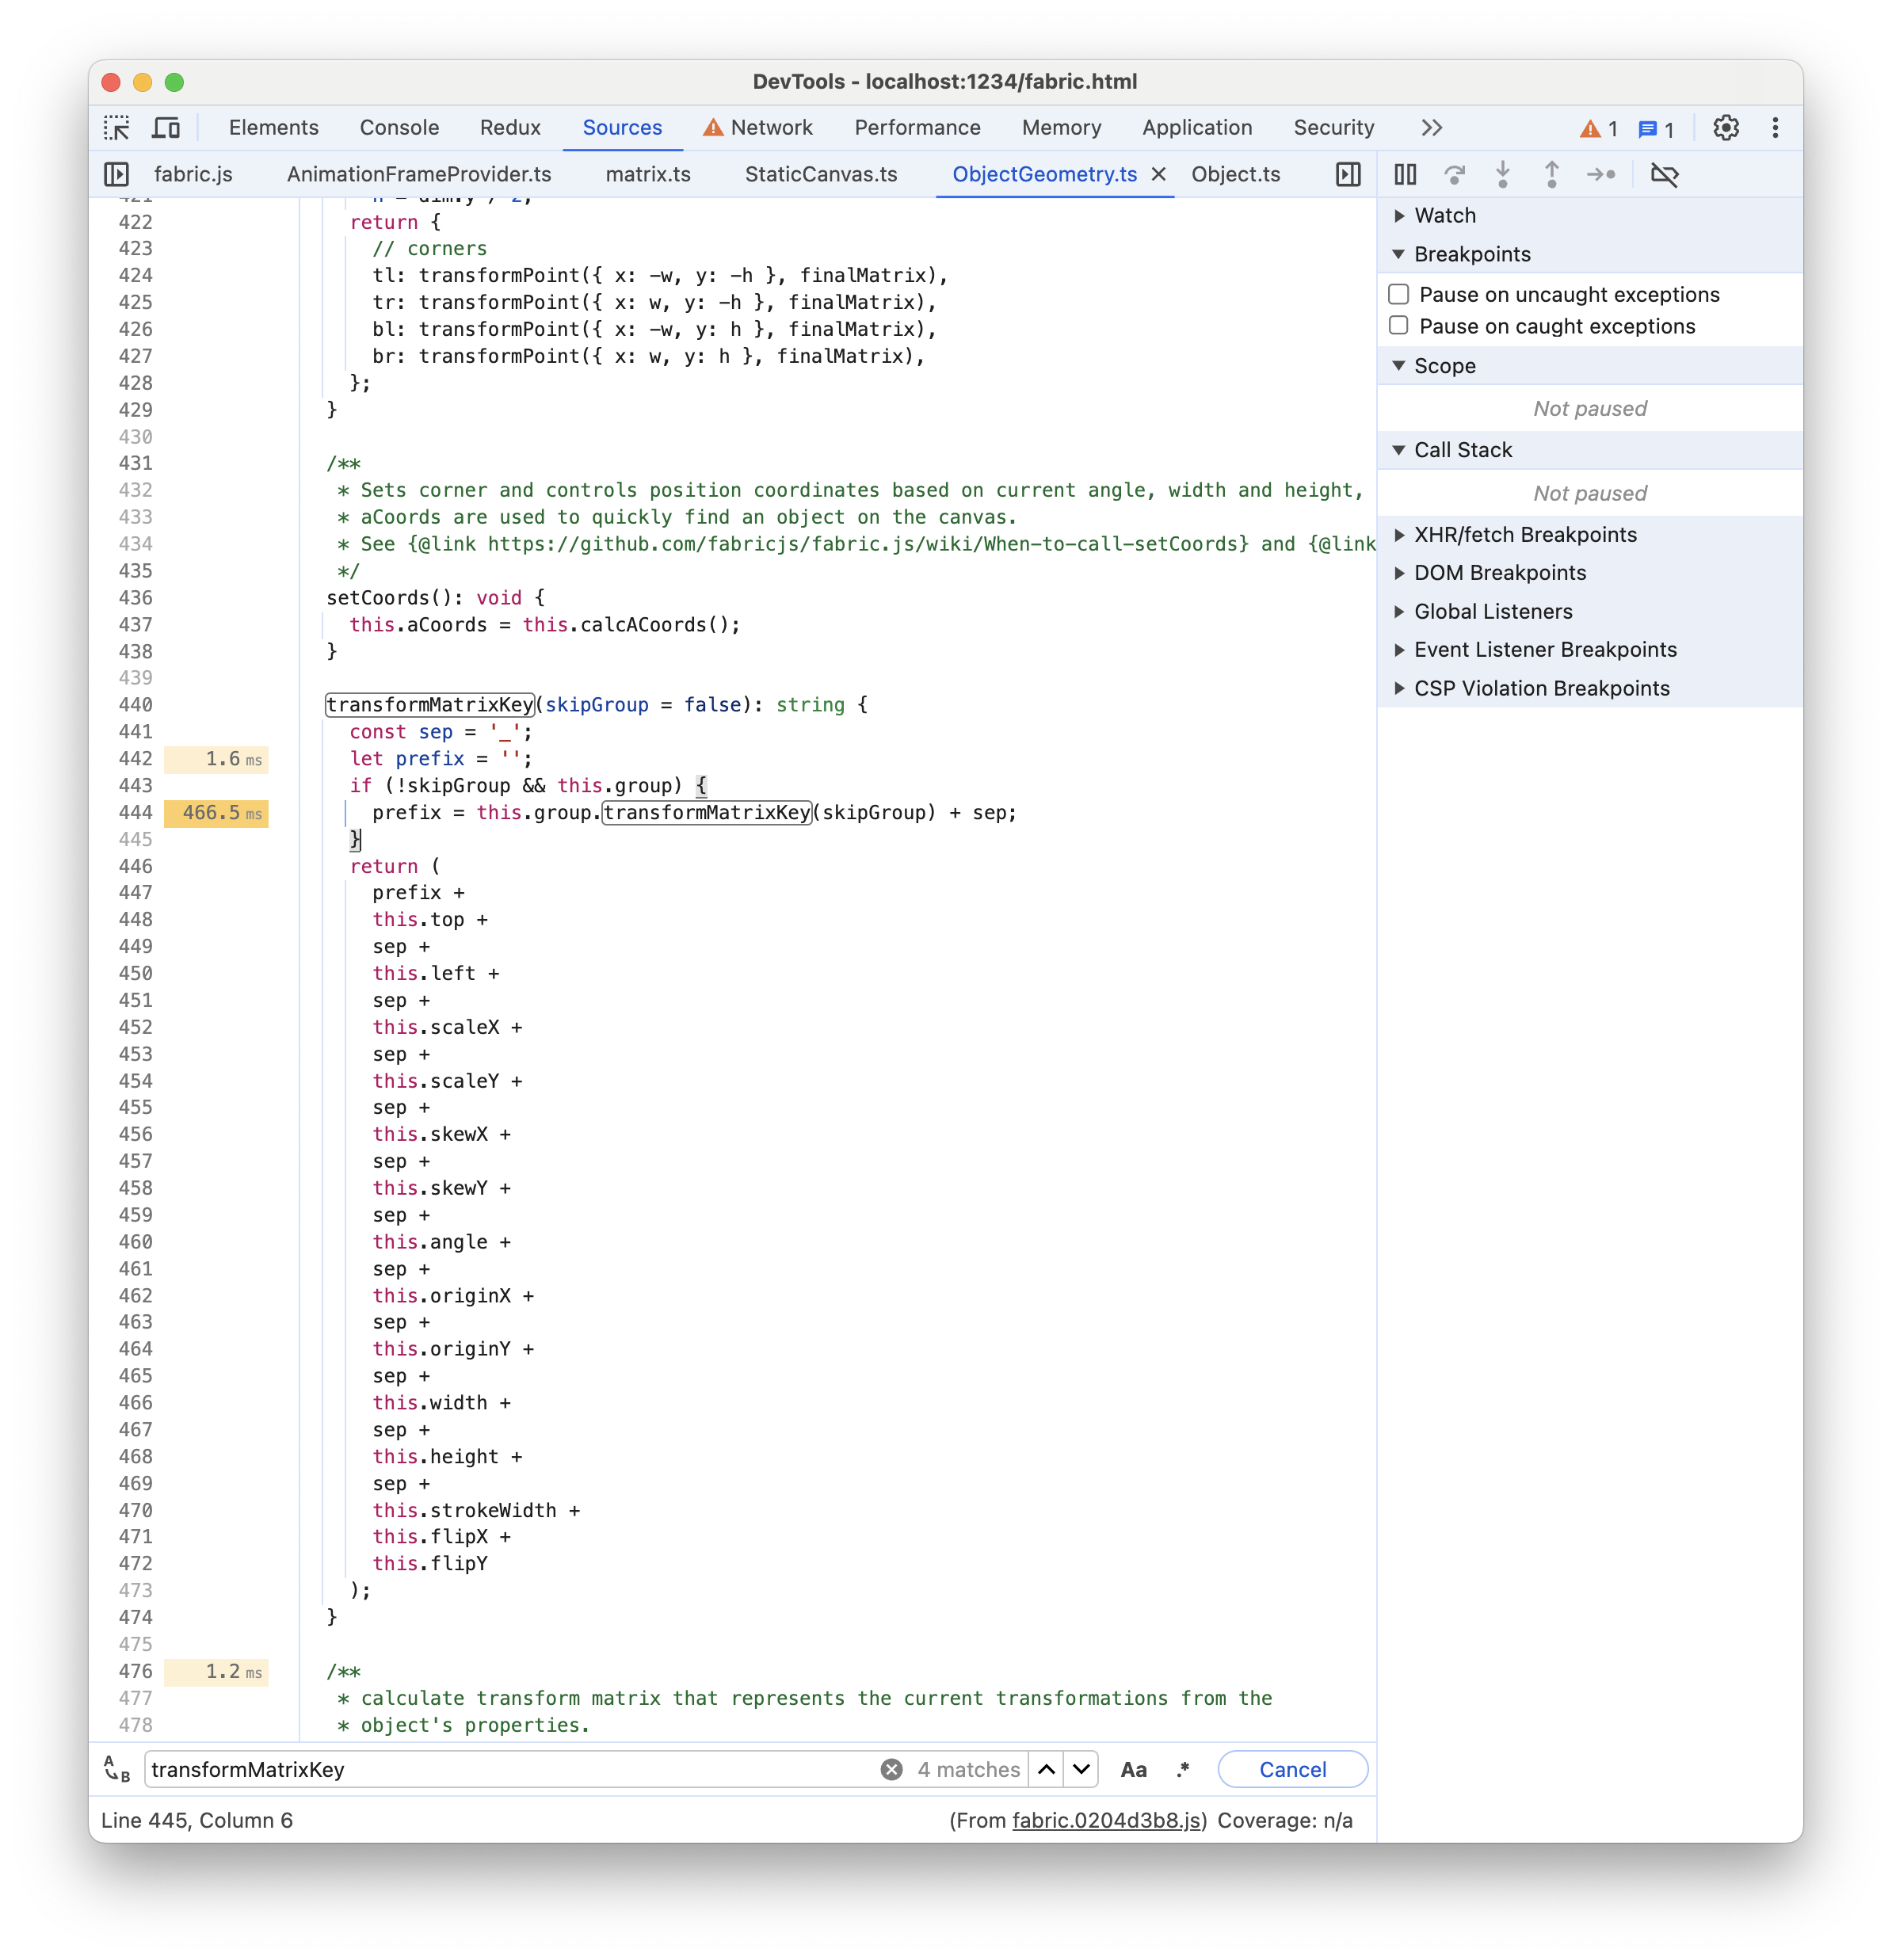 DevTools - localhost:1234/fabric.html
Elements Console Redux Sources Network Performance Memory Application Security 1 1
fabric.js AnimationFrameProvider.ts matrix.ts StaticCanvas.ts ObjectGeometry.ts Object.ts
421 h = dim.y / 2;
422 return {
423 // corners
424 tl: transformPoint({ x: -w, y: -h }, finalMatrix),
425 tr: transformPoint({ x: w, y: -h }, finalMatrix),
426 bl: transformPoint({ x: -w, y: h }, finalMatrix),
427 br: transformPoint({ x: w, y: h }, finalMatrix),
428 };
429 }
430
431 /**
432 * Sets corner and controls position coordinates based on current angle, width and height,
433 * aCoords are used to quickly find an object on the canvas.
434 * See {@link https://github.com/fabricjs/fabric.js/wiki/When-to-call-setCoords} and {@link
435 */
436 setCoords(): void {
437 this.aCoords = this.calcACoords();
438 }
439
440 transformMatrixKey(skipGroup = false): string {
441 const sep = '_';
442 1.6 ms let prefix = '';
443 if (!skipGroup && this.group) {
444 466.5 ms prefix = this.group.transformMatrixKey(skipGroup) + sep;
445 }
446 return (
447 prefix +
448 this.top +
449 sep +
450 this.left +
451 sep +
452 this.scaleX +
453 sep +
454 this.scaleY +
455 sep +
456 this.skewX +
457 sep +
458 this.skewY +
459 sep +
460 this.angle +
461 sep +
462 this.originX +
463 sep +
464 this.originY +
465 sep +
466 this.width +
467 sep +
468 this.height +
469 sep +
470 this.strokeWidth +
471 this.flipX +
472 this.flipY
473 );
474 }
475
476 1.2 ms /**
477 * calculate transform matrix that represents the current transformations from the
478 * object's properties.
transformMatrixKey 4 matches Aa .* Cancel
Line 445, Column 6 (From fabric.0204d3b8.js) Coverage: n/a
Watch
Breakpoints
Pause on uncaught exceptions
Pause on caught exceptions
Scope
Not paused
Call Stack
Not paused
XHR/fetch Breakpoints
DOM Breakpoints
Global Listeners
Event Listener Breakpoints
CSP Violation Breakpoints